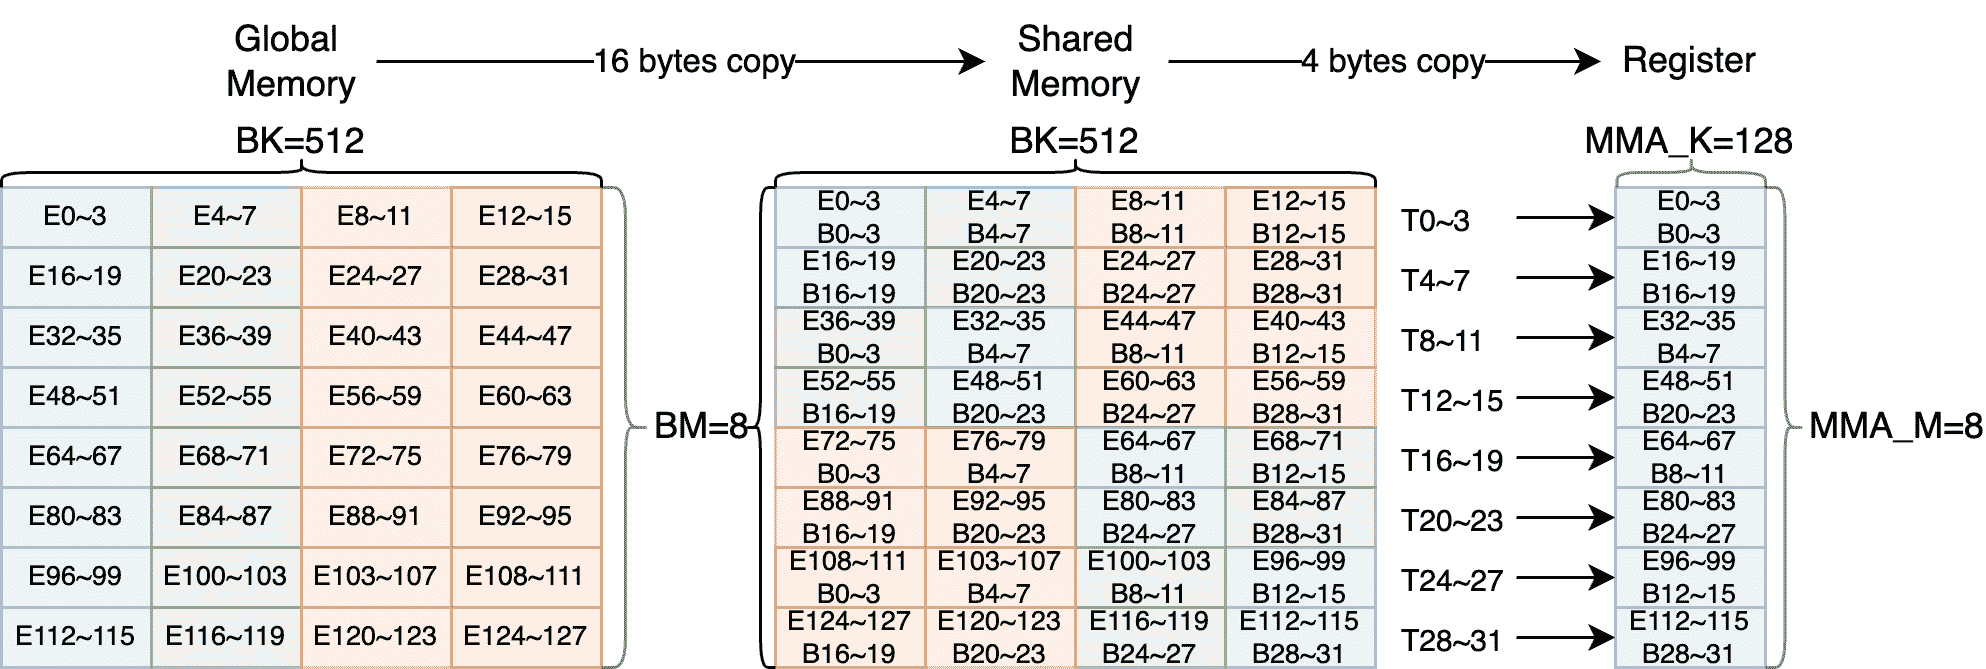 Global Memory
16 bytes copy
Shared Memory
4 bytes copy
Register
BK=512
BK=512
MMA_K=128
E0~3 E4~7 E8~11 E12~15
E16~19 E20~23 E24~27 E28~31
E32~35 E36~39 E40~43 E44~47
E48~51 E52~55 E56~59 E60~63
E64~67 E68~71 E72~75 E76~79
E80~83 E84~87 E88~91 E92~95
E96~99 E100~103 E103~107 E108~111
E112~115 E116~119 E120~123 E124~127
BM=8
E0~3 E4~7 E8~11 E12~15
B0~3 B4~7 B8~11 B12~15
E16~19 E20~23 E24~27 E28~31
B16~19 B20~23 B24~27 B28~31
E36~39 E32~35 E44~47 E40~43
B0~3 B4~7 B8~11 B12~15
E52~55 E48~51 E60~63 E56~59
B16~19 B20~23 B24~27 B28~31
E72~75 E76~79 E64~67 E68~71
B0~3 B4~7 B8~11 B12~15
E88~91 E92~95 E80~83 E84~87
B16~19 B20~23 B24~27 B28~31
E108~111 E103~107 E100~103 E96~99
B0~3 B4~7 B8~11 B12~15
E124~127 E120~123 E116~119 E112~115
B16~19 B20~23 B24~27 B28~31
T0~3
T4~7
T8~11
T12~15
T16~19
T20~23
T24~27
T28~31
E0~3
B0~3
E16~19
B16~19
E32~35
B4~7
E48~51
B20~23
E64~67
B8~11
E80~83
B24~27
E96~99
B12~15
E112~115
B28~31
MMA_M=8